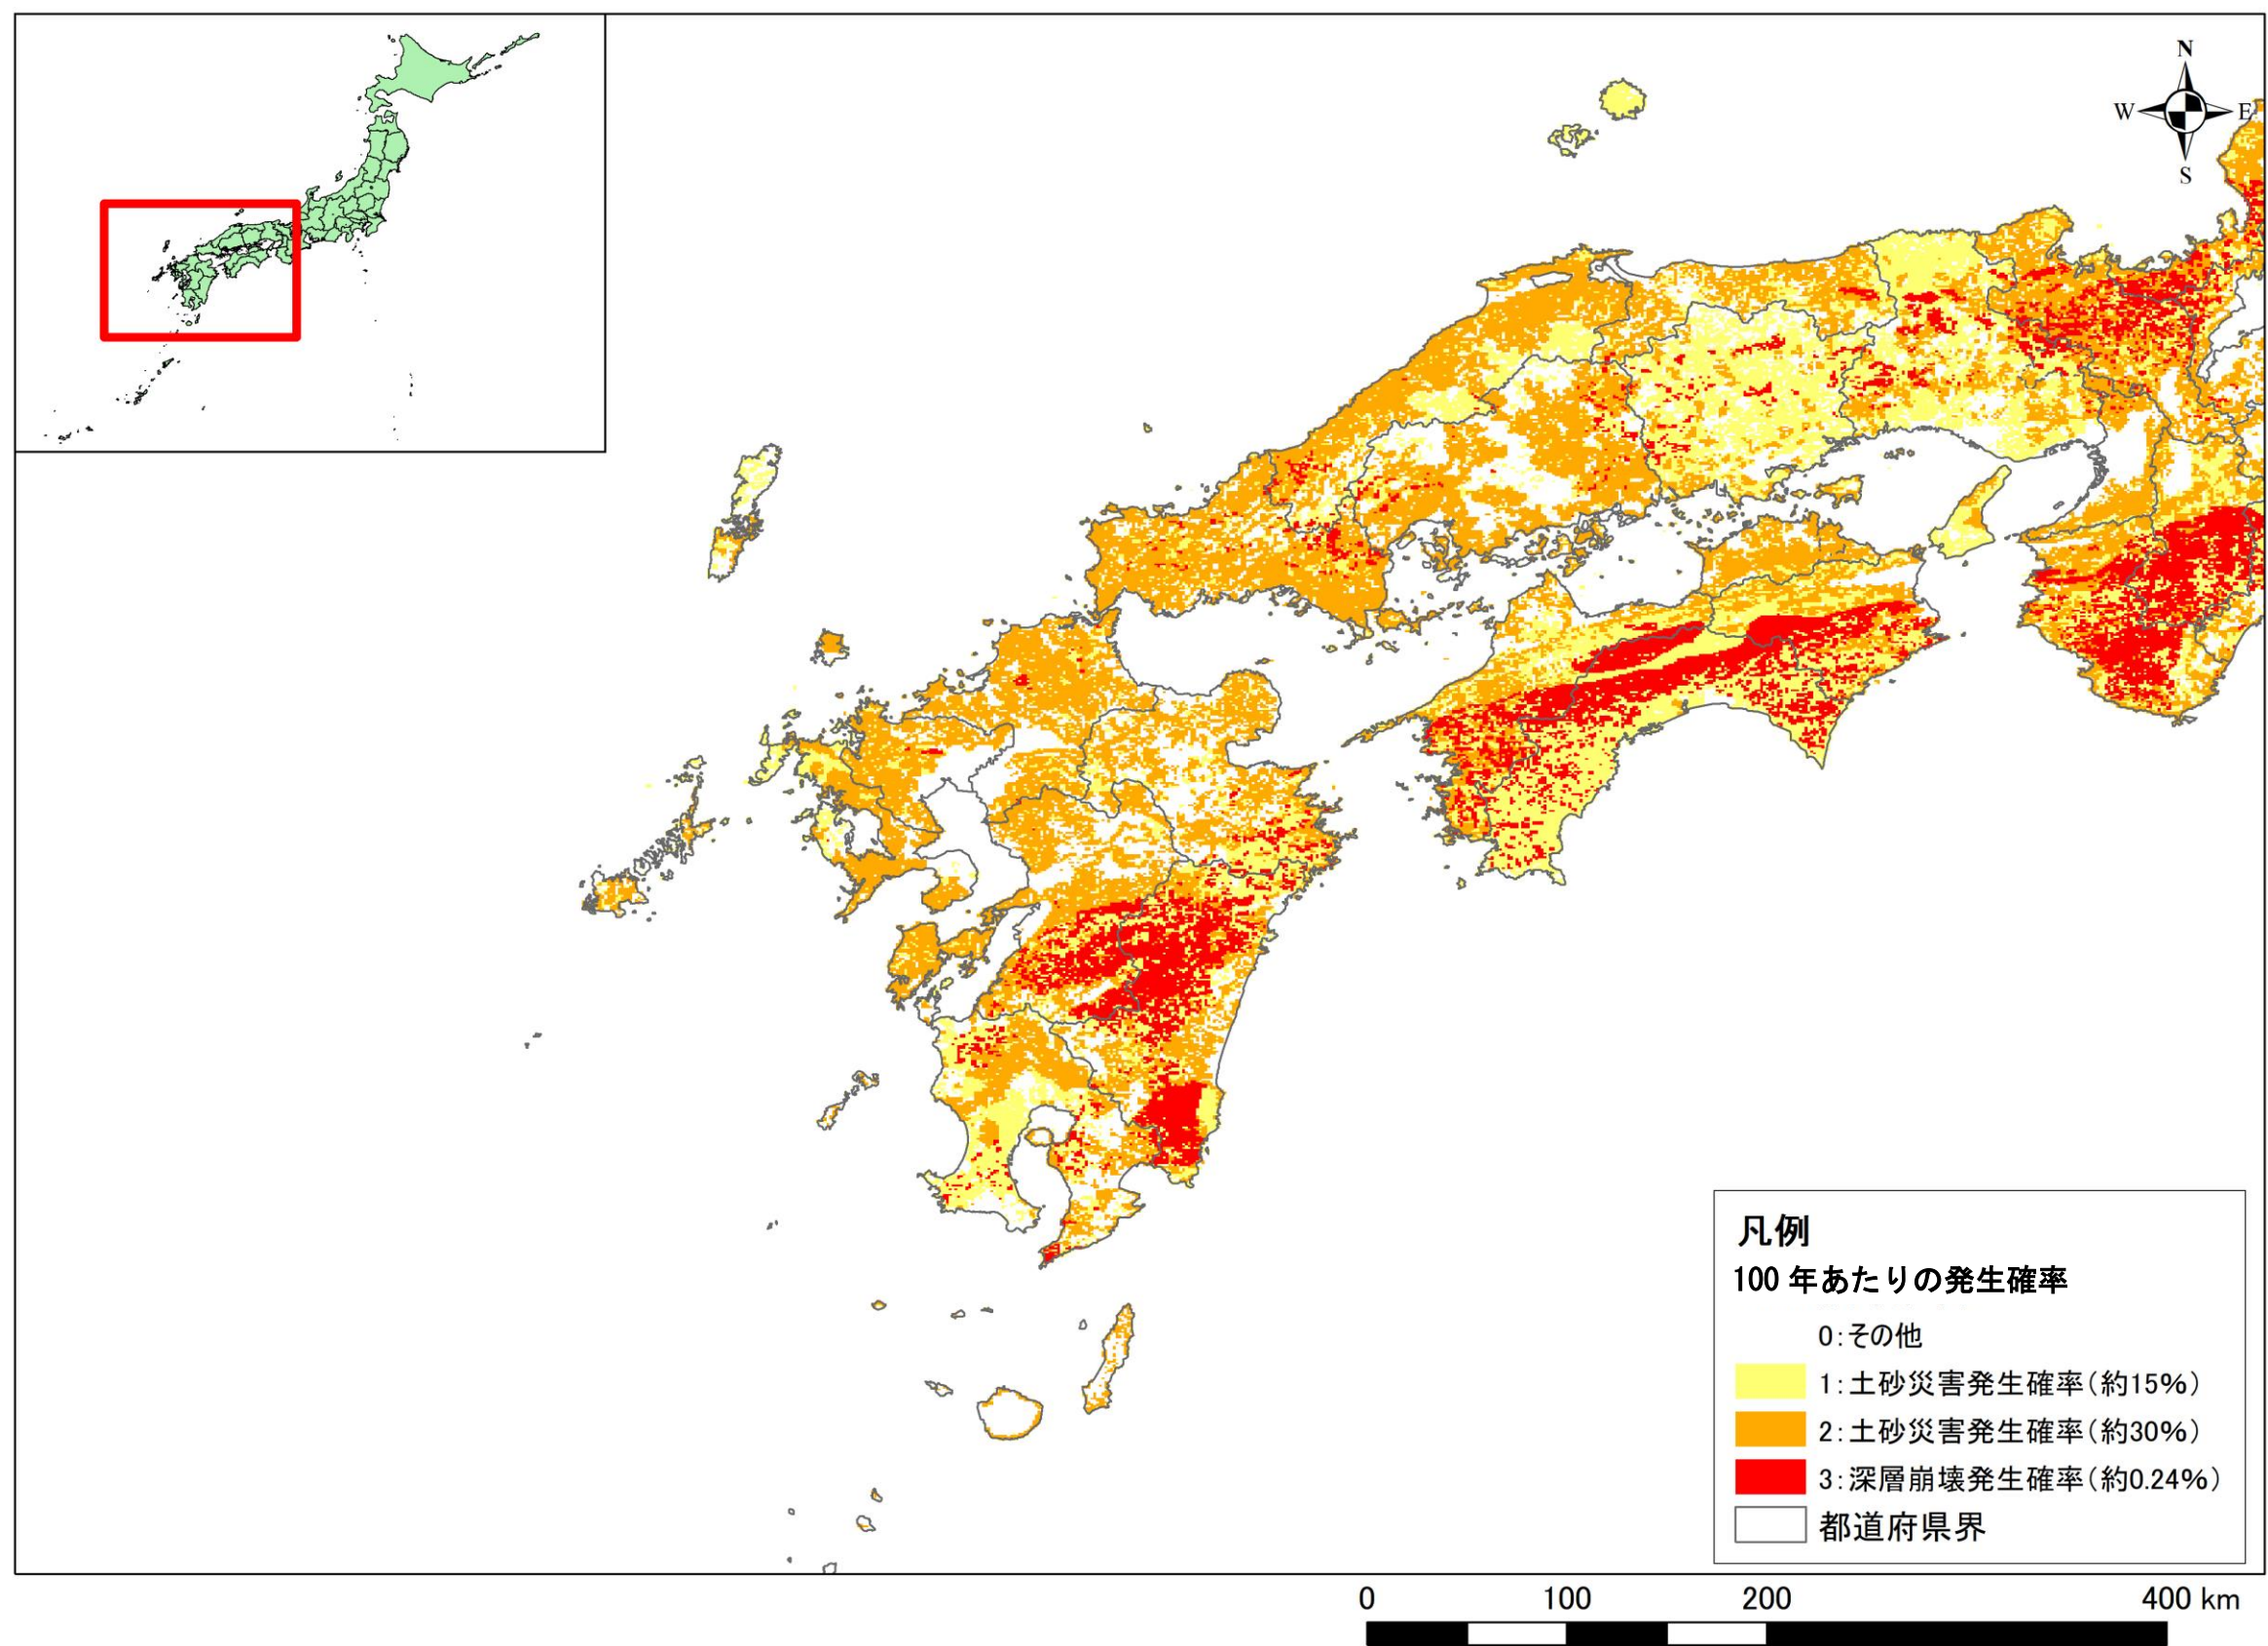 N
W E
S
凡例
100 年あたりの発生確率
0:その他
1:土砂災害発生確率(約15%)
2:土砂災害発生確率(約30%)
3:深層崩壊発生確率(約0.24%)
都道府県界
0 100 200 400 km